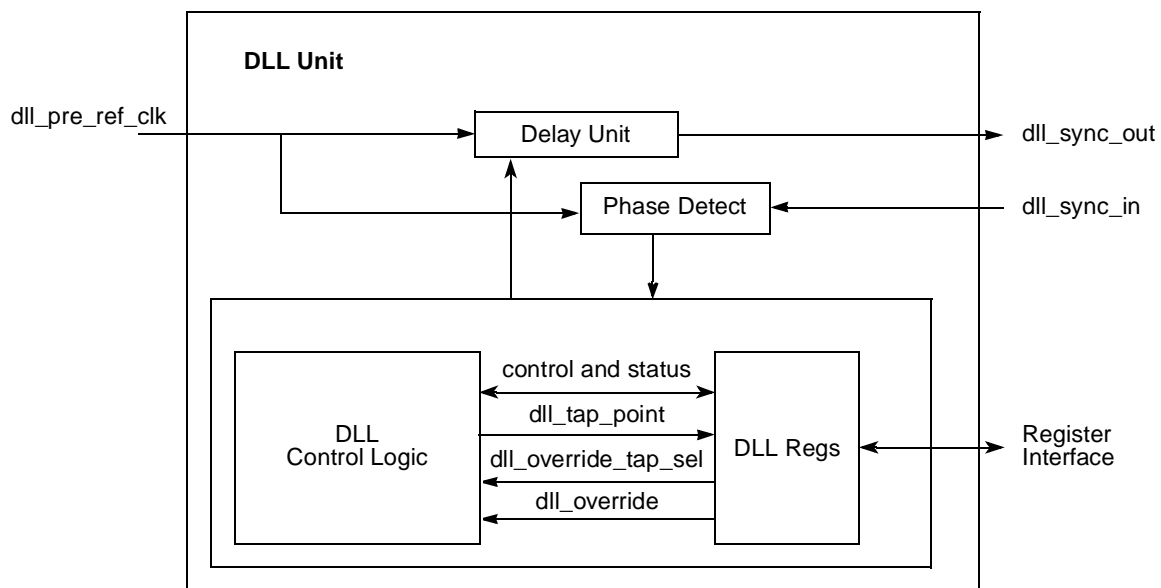 DLL Unit
dll_pre_ref_clk
Delay Unit
dll_sync_out
Phase Detect
dll_sync_in
control and status
dll_tap_point
DLL
Control Logic
dll_override_tap_sel
dll_override
DLL Regs
Register
Interface